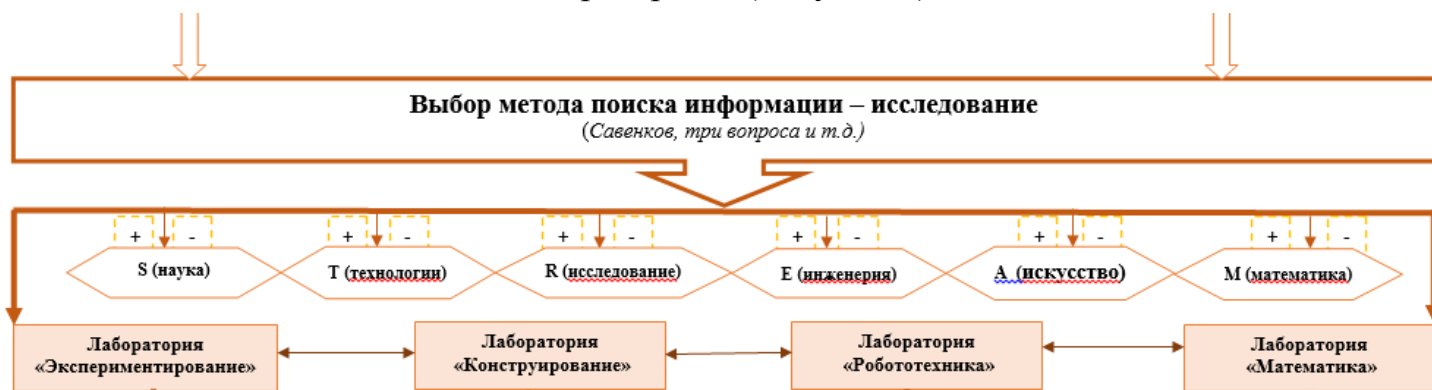 Выбор метода поиска информации – исследование
(Савенков, три вопроса и т.д.)
+ - + - + - + - + - + -
S (наука) T (технологии) R (исследование) E (инженерия) A (искусство) M (математика)
Лаборатория
«Экспериментирование»
Лаборатория
«Конструирование»
Лаборатория
«Робототехника»
Лаборатория
«Математика»